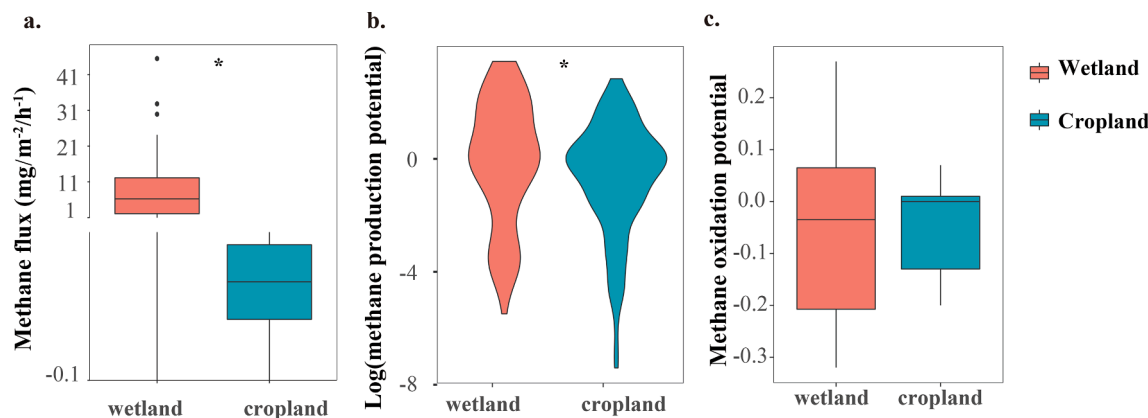 a.
Methane flux (mg/m⁻²/h⁻¹)
41
31
21
11
1
-0.1
*
wetland
cropland
b.
Log(methane production potential)
0
-4
-8
*
wetland
cropland
c.
Methane oxidation potential
0.2
0.1
0.0
-0.1
-0.2
-0.3
wetland
cropland
Wetland
Cropland